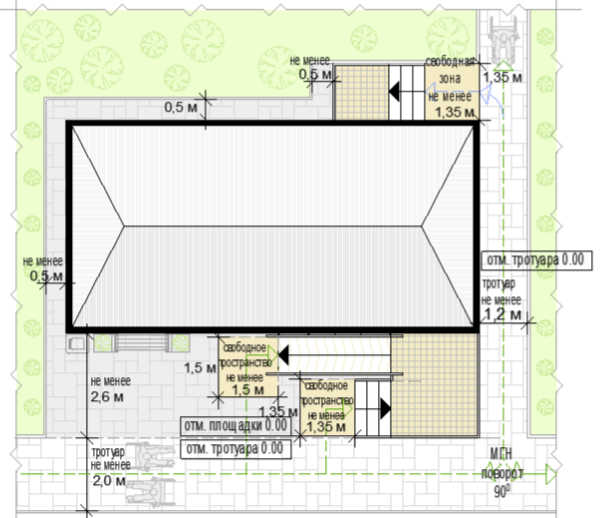 не менее
0,5 м
свободная
зона
не менее
1,35 м
1,35 м
0,5 м
не менее
0,5 м
отм. тротуара 0.00
тротуар
не менее
1,2 м
не менее
2,6 м
1,5 м
свободное
пространство
не менее
1,5 м
свободное
пространство
не менее
1,35 м
1,35 м
отм. площадки 0.00
отм. тротуара 0.00
тротуар
не менее
2,0 м
МГН
поворот
90⁰